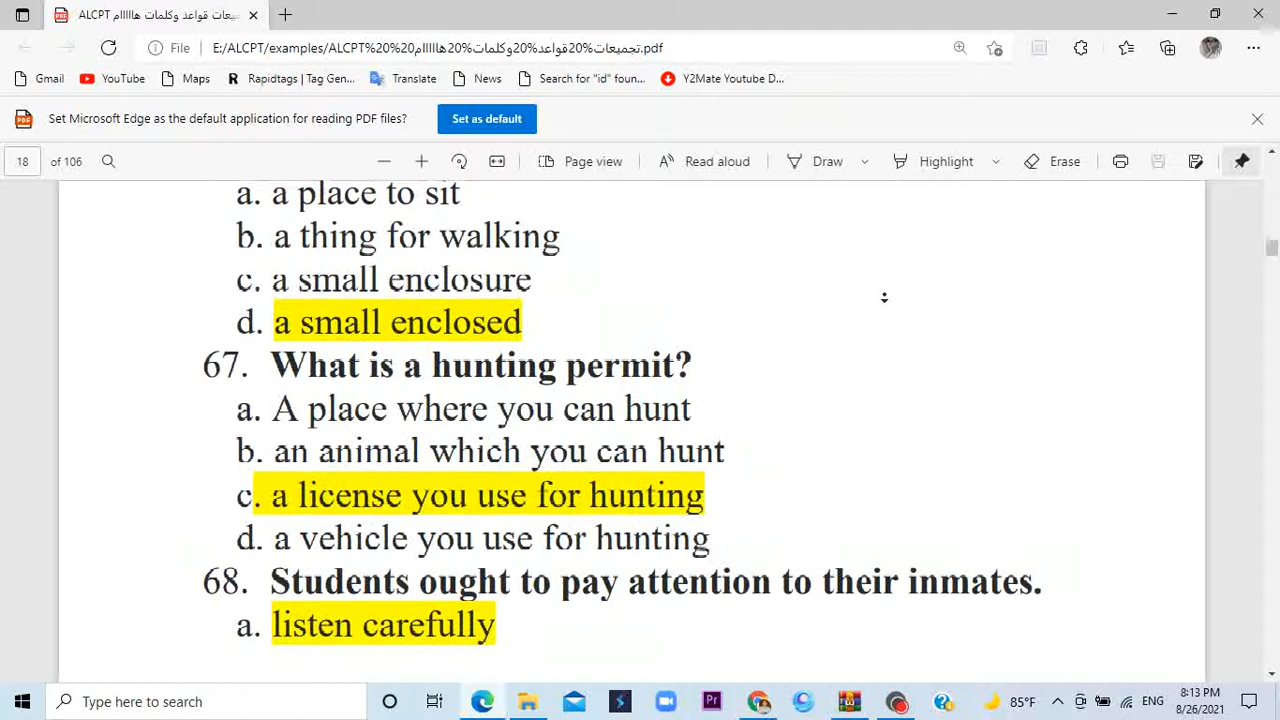 ميعات قواعد وكلمات هااااام ALCPT
File
E:/ALCPT/examples/ALCPT%20%20تجميعات%20قواعد%20وكلمات%20هااااام.pdf
Gmail YouTube Maps Rapidtags | Tag Gen... Translate News Search for "id" foun... Y2Mate Youtube D...
Set Microsoft Edge as the default application for reading PDF files? Set as default
18 of 106 Page view Read aloud Draw Highlight Erase
a. a place to sit
b. a thing for walking
c. a small enclosure
d. a small enclosed
67. What is a hunting permit?
a. A place where you can hunt
b. an animal which you can hunt
c. a license you use for hunting
d. a vehicle you use for hunting
68. Students ought to pay attention to their inmates.
a. listen carefully
Type here to search
Pr
85°F
ENG
8:13 PM
8/26/2021